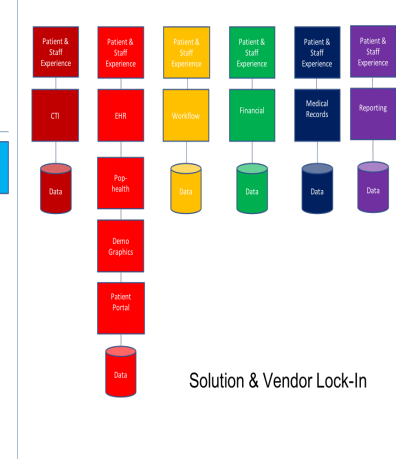 Patient &
Staff
Experience
Patient &
Staff
Experience
Patient &
Staff
Experience
Patient &
Staff
Experience
Patient &
Staff
Experience
Patient &
Staff
Experience
CTI
EHR
Workflow
Financial
Medical
Records
Reporting
Data
Pop-
health
Data
Data
Data
Data
Demo
Graphics
Patient
Portal
Data
Solution & Vendor Lock-In